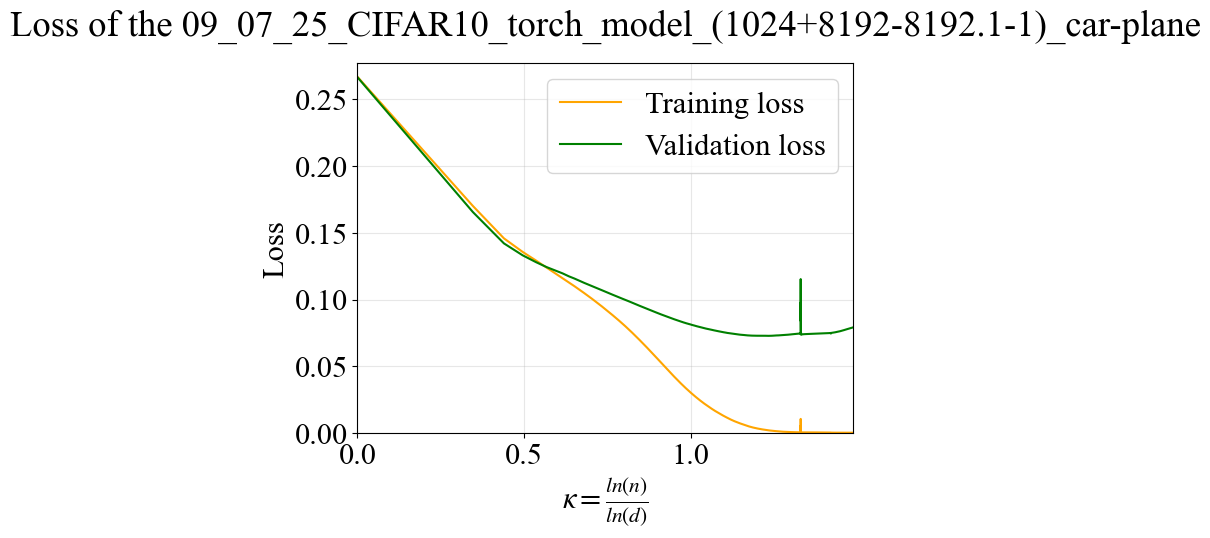 Loss of the 09_07_25_CIFAR10_torch_model_(1024+8192-8192.1-1)_car-plane
Training loss
Validation loss
Loss
0.25
0.20
0.15
0.10
0.05
0.00
0.0 0.5 1.0
κ = ln(n)/ln(d)